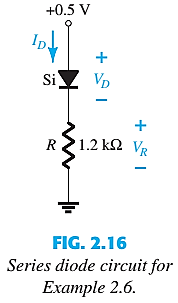 +0.5 V
I_D
+
Si
V_D
−
+
R
1.2 kΩ
V_R
−
FIG. 2.16
Series diode circuit for
Example 2.6.